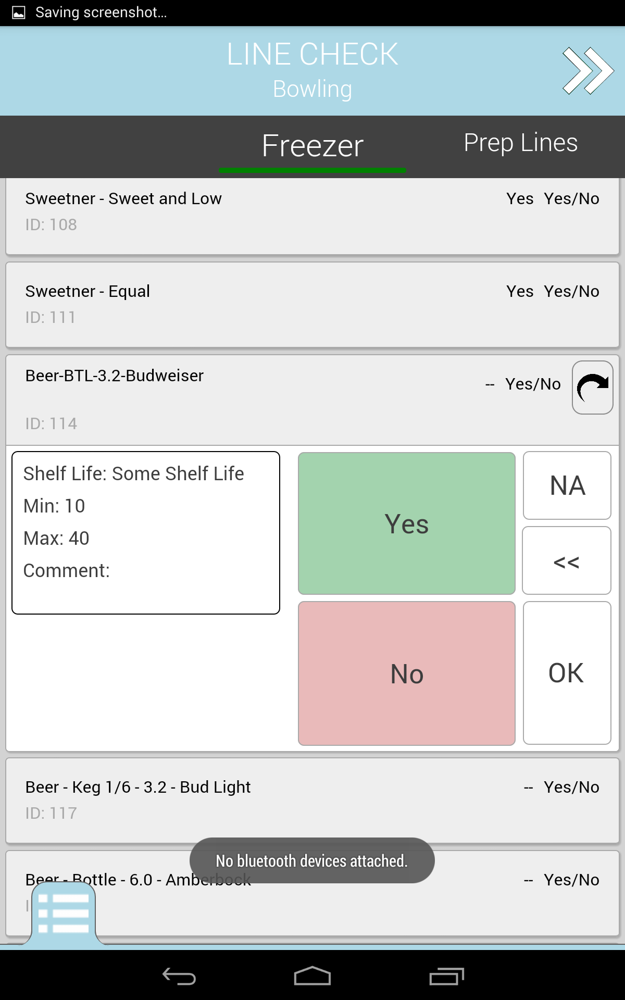 Saving screenshot...
LINE CHECK
Bowling
Freezer
Prep Lines
Sweetner - Sweet and Low
Yes Yes/No
ID: 108
Sweetner - Equal
Yes Yes/No
ID: 111
Beer-BTL-3.2-Budweiser
-- Yes/No
ID: 114
Shelf Life: Some Shelf Life
Min: 10
Max: 40
Comment:
Yes
No
NA
<<
OK
Beer - Keg 1/6 - 3.2 - Bud Light
-- Yes/No
ID: 117
No bluetooth devices attached.
Beer - Bottle - 6.0 - Amberbock
-- Yes/No